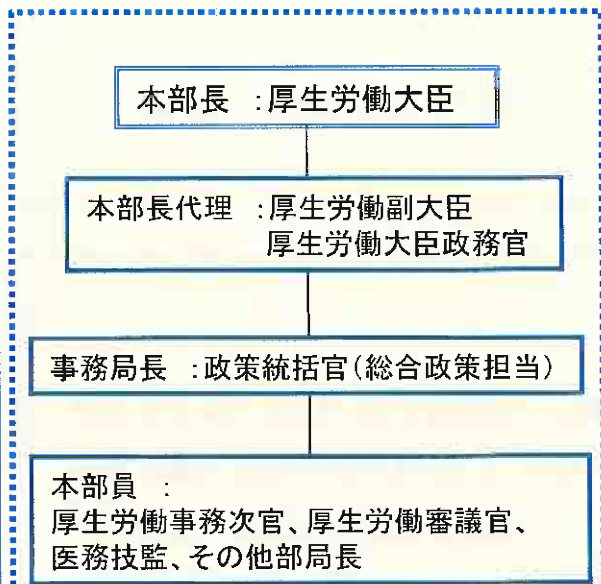 本部長 :厚生労働大臣
本部長代理 :厚生労働副大臣
厚生労働大臣政務官
事務局長 :政策統括官(総合政策担当)
本部員 :
厚生労働事務次官、厚生労働審議官、
医務技監、その他部局長